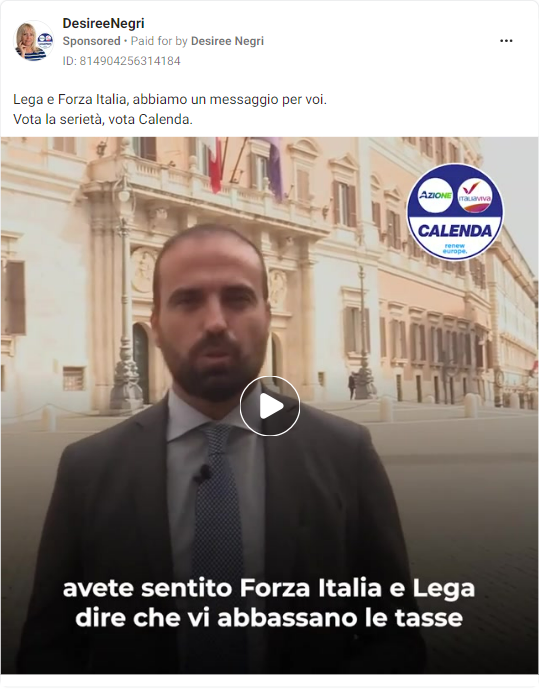 DesireeNegri
Sponsored • Paid for by Desiree Negri
ID: 814904256314184
Lega e Forza Italia, abbiamo un messaggio per voi.
Vota la serietà, vota Calenda.
AZIONE
ITALIAVIVA
CALENDA
renew
europe.
avete sentito Forza Italia e Lega
dire che vi abbassano le tasse